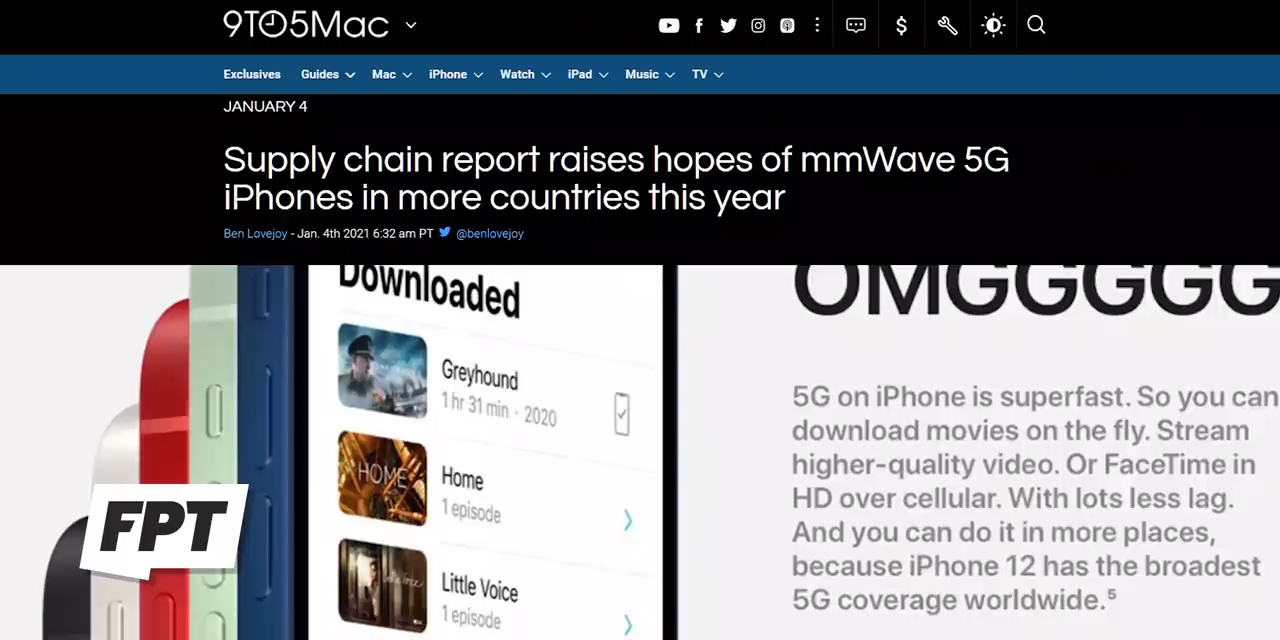 9TO5Mac
Exclusives Guides Mac iPhone Watch iPad Music TV
JANUARY 4
Supply chain report raises hopes of mmWave 5G
iPhones in more countries this year
Ben Lovejoy - Jan. 4th 2021 6:32 am PT @benlovejoy
Downloaded
Greyhound
1 hr 31 min · 2020
HOME
Home
1 episode
Little Voice
1 episode
OMGGGGG
5G on iPhone is superfast. So you can
download movies on the fly. Stream
higher-quality video. Or FaceTime in
HD over cellular. With lots less lag.
And you can do it in more places,
because iPhone 12 has the broadest
5G coverage worldwide.⁵
FPT